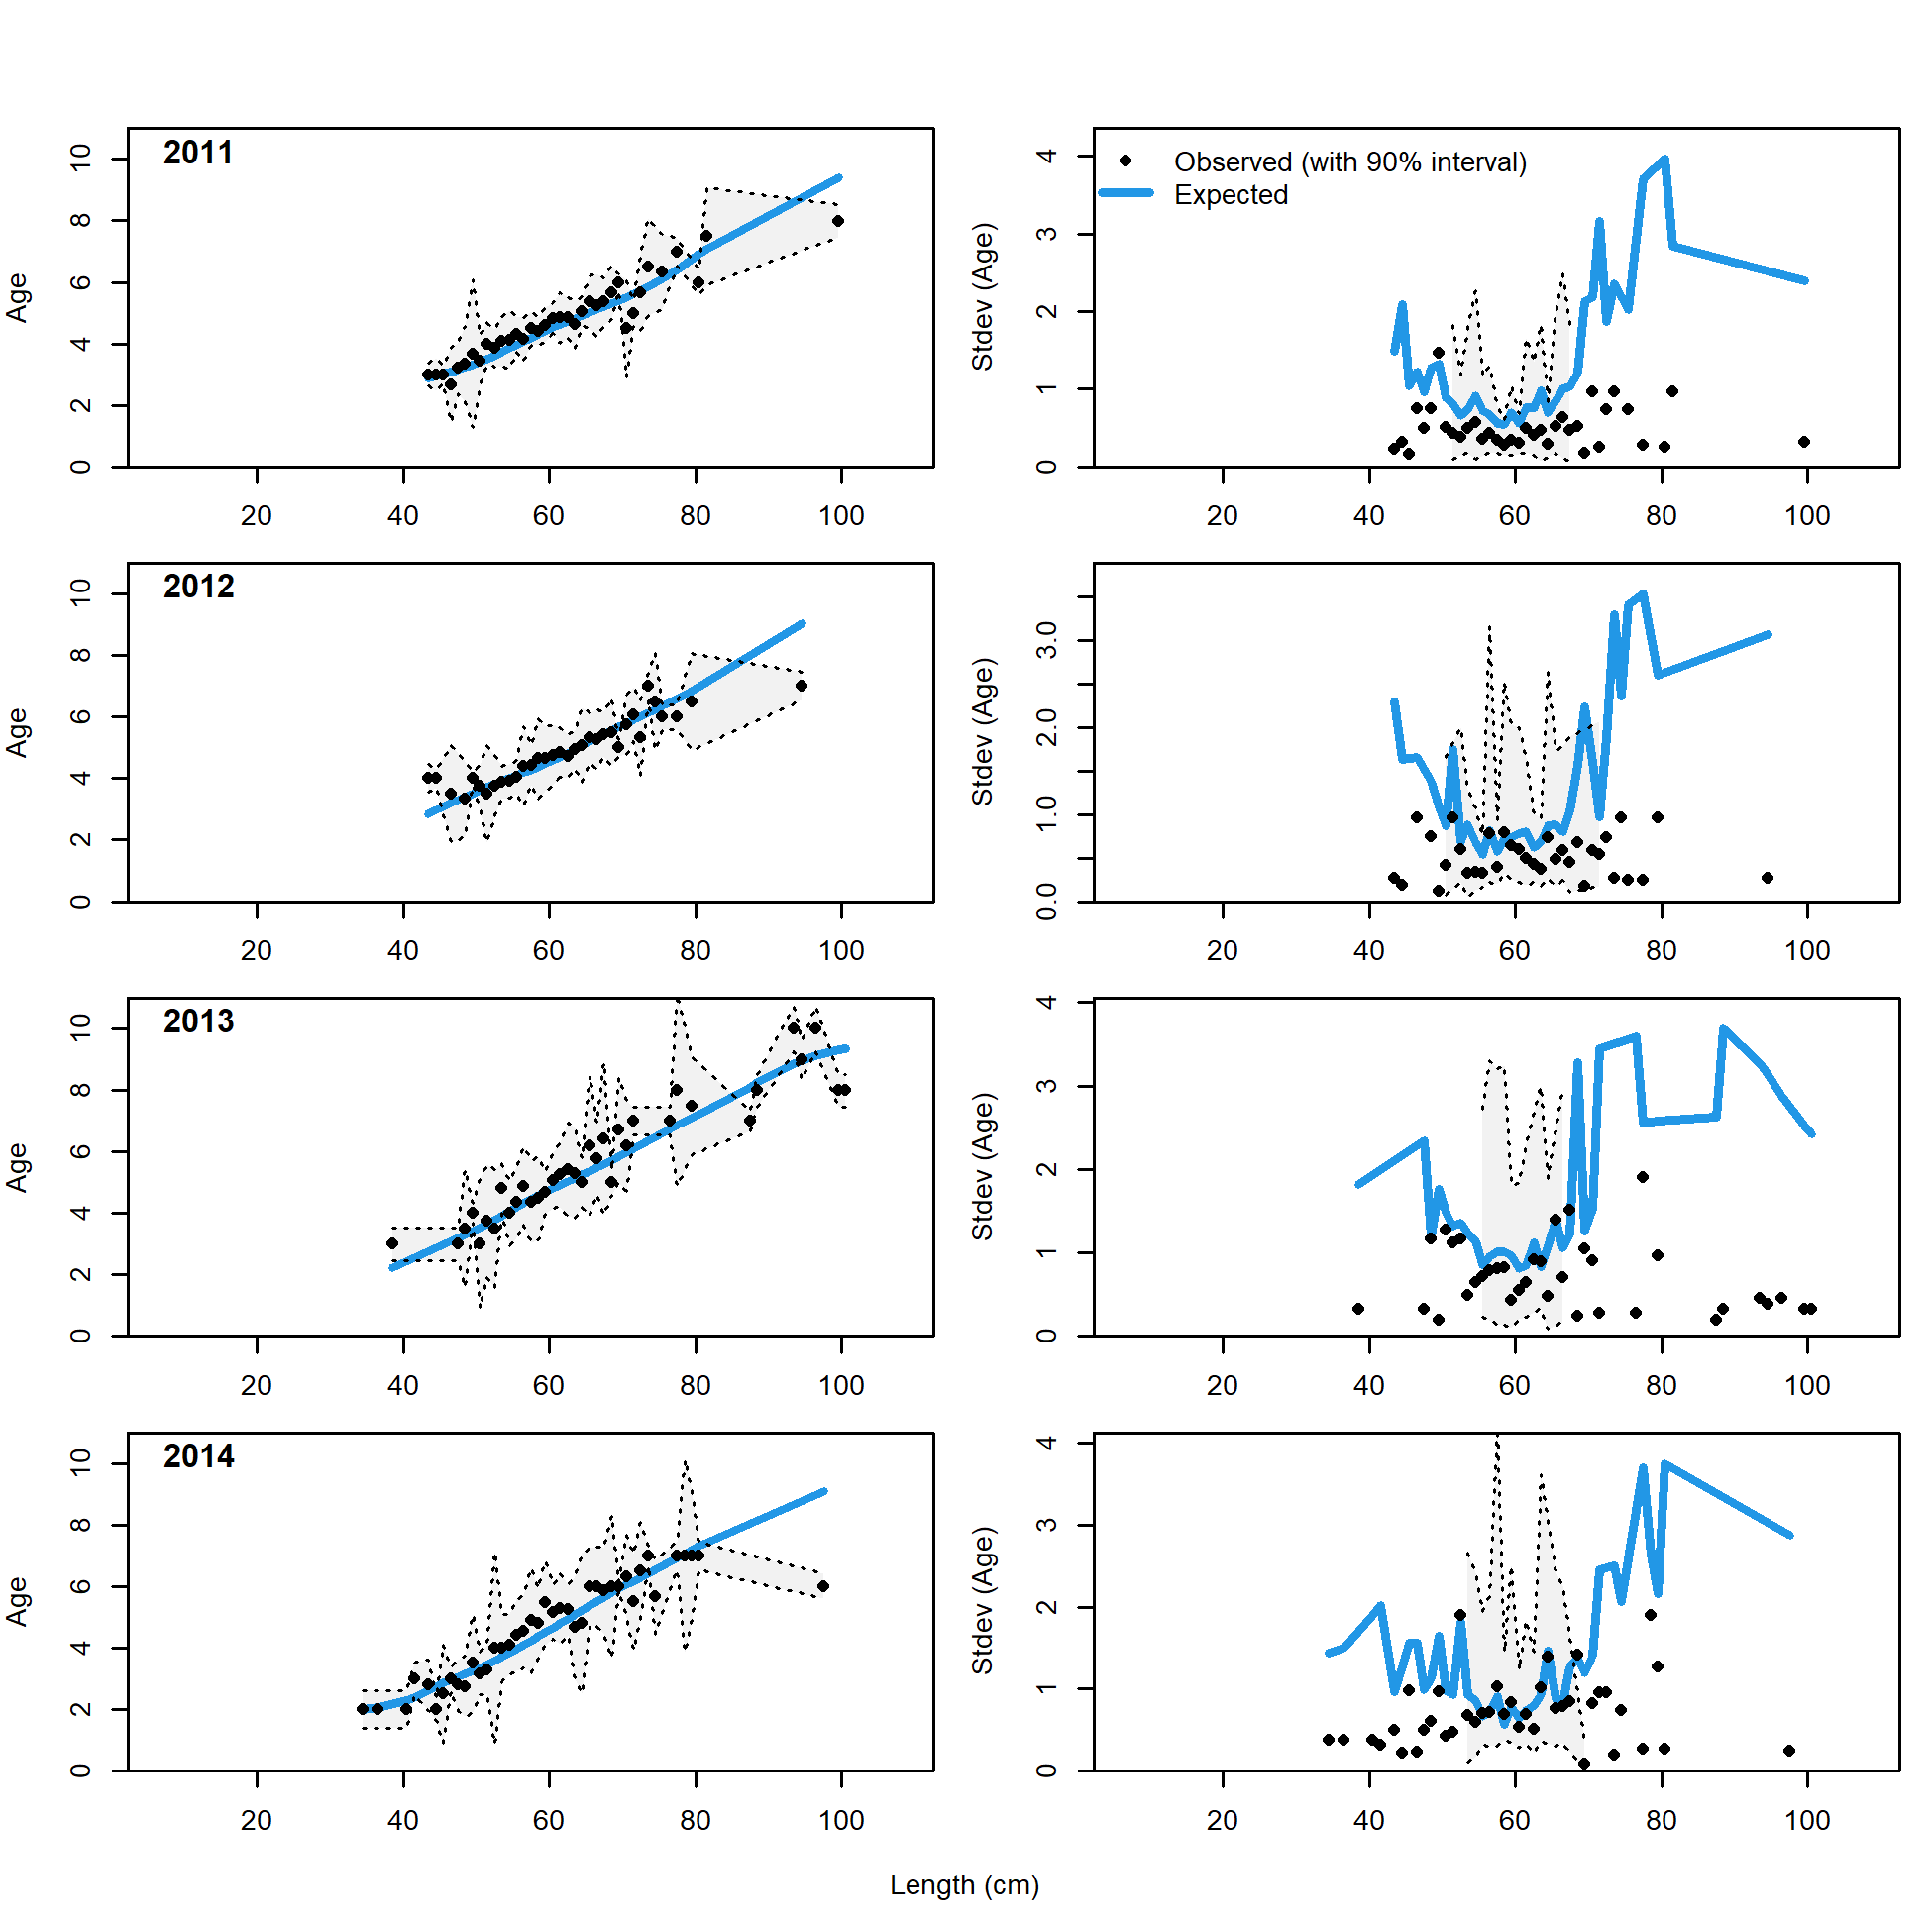 2011
Age
0 2 4 6 8 10
20 40 60 80 100
Observed (with 90% interval)
Expected
Stdev (Age)
0 1 2 3 4
20 40 60 80 100
2012
Age
0 2 4 6 8 10
20 40 60 80 100
Stdev (Age)
0.0 1.0 2.0 3.0
20 40 60 80 100
2013
Age
0 2 4 6 8 10
20 40 60 80 100
Stdev (Age)
0 1 2 3 4
20 40 60 80 100
2014
Age
0 2 4 6 8 10
20 40 60 80 100
Stdev (Age)
0 1 2 3 4
20 40 60 80 100
Length (cm)